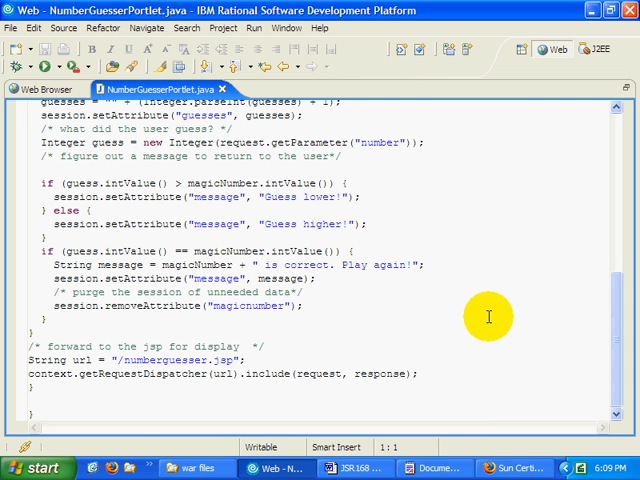 Web - NumberGuesserPortlet.java - IBM Rational Software Development Platform
File Edit Source Refactor Navigate Search Project Run Window Help
Web J2EE
Web Browser NumberGuesserPortlet.java
guesses = "" + (Integer.parseInt(guesses) + 1);
session.setAttribute("guesses", guesses);
/* what did the user guess? */
Integer guess = new Integer(request.getParameter("number"));
/* figure out a message to return to the user*/
if (guess.intValue() > magicNumber.intValue()) {
session.setAttribute("message", "Guess lower!");
} else {
session.setAttribute("message", "Guess higher!");
}
if (guess.intValue() == magicNumber.intValue()) {
String message = magicNumber + " is correct. Play again!";
session.setAttribute("message", message);
/* purge the session of unneeded data*/
session.removeAttribute("magicnumber");
}
}
/* forward to the jsp for display */
String url = "/numberguesser.jsp";
context.getRequestDispatcher(url).include(request, response);
}
}
Writable Smart Insert 1 : 1
start war files Web - N... JSR168 ... Docume... Sun Certi... 6:09 PM